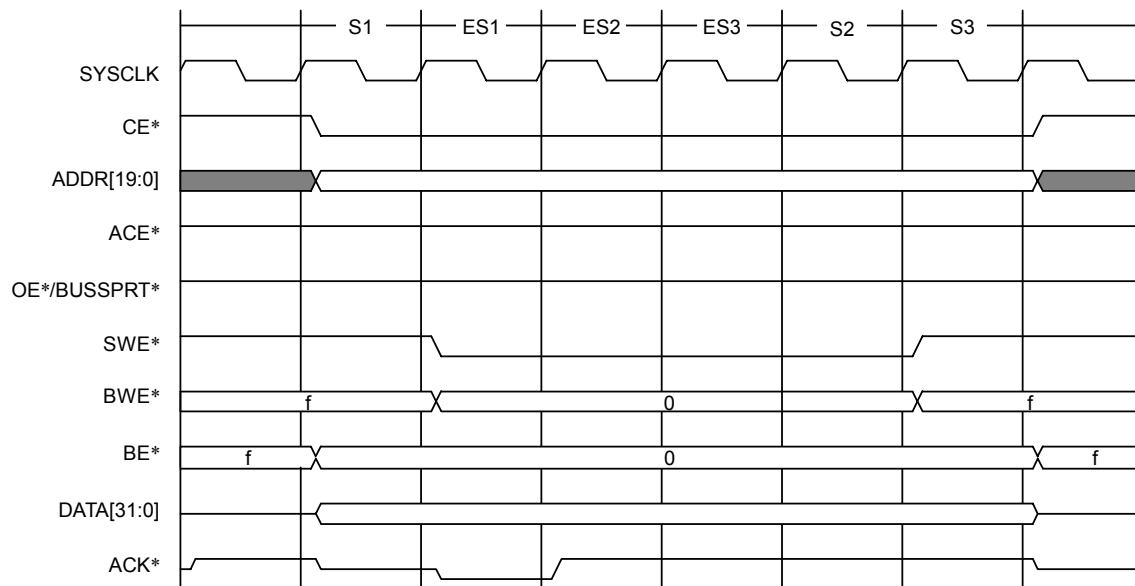 S1 ES1 ES2 ES3 S2 S3
SYSCLK
CE*
ADDR[19:0]
ACE*
OE*/BUSSPRT*
SWE*
BWE* f 0 f
BE* f 0 f
DATA[31:0]
ACK*